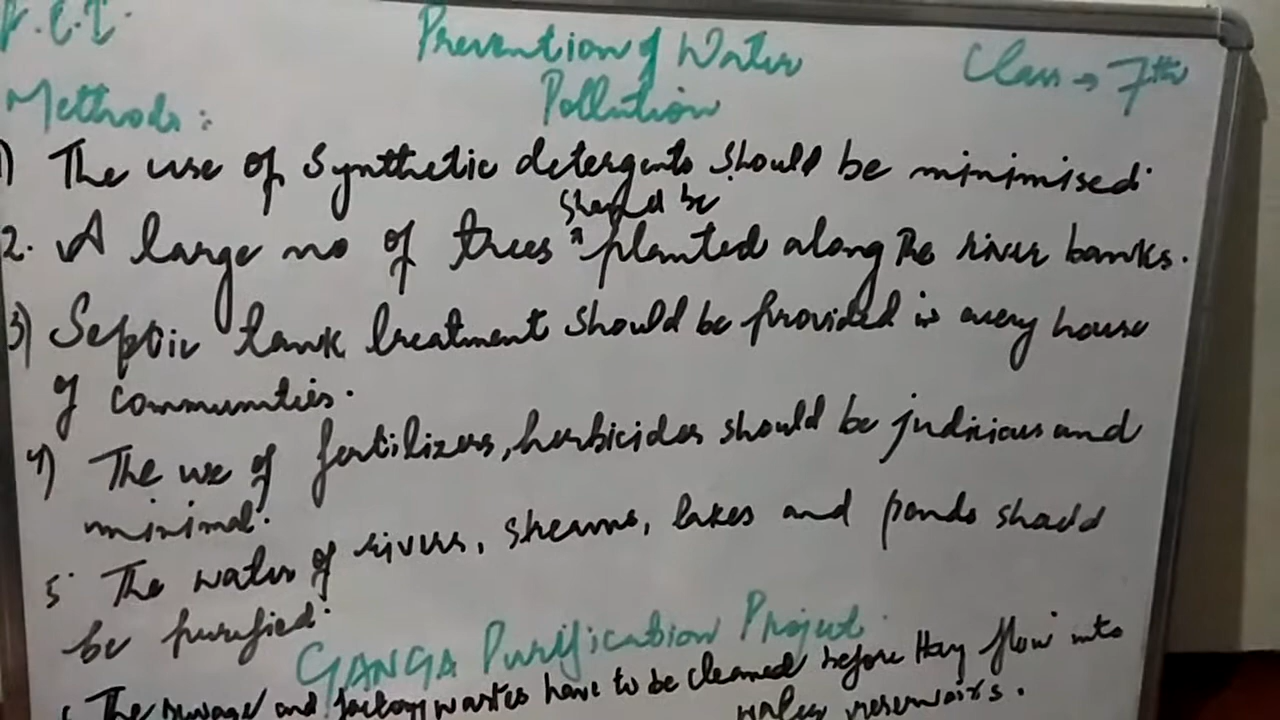 P.C.I.
Prevention of Water
Pollution
Class → 7th
Methods:
1) The use of Synthetic detergents should be minimised.
should be
2. A large no of trees ^ planted along the river banks.
3) Septic tank treatment should be provided in every house
of communities.
4) The use of fertilizers, herbicides should be judicious and
minimal.
5. The water of rivers, streams, lakes and ponds should
be purified.
GANGA Purification Project.
The sewage and factory wastes have to be cleaned before they flow into
water reservoirs.